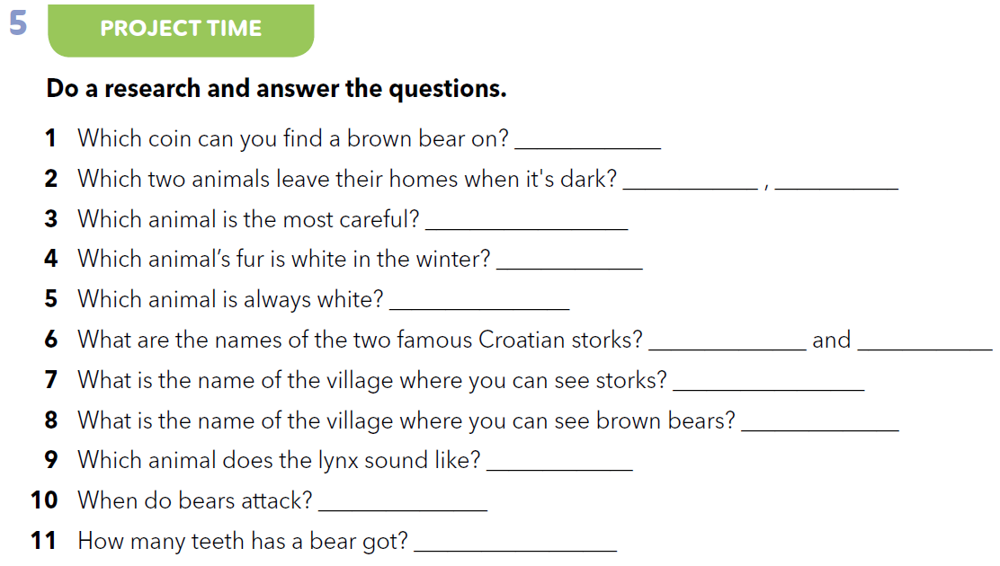 5 PROJECT TIME
Do a research and answer the questions.
1 Which coin can you find a brown bear on? ____________
2 Which two animals leave their homes when it's dark? ___________ , __________
3 Which animal is the most careful? _________________
4 Which animal’s fur is white in the winter? ____________
5 Which animal is always white? _______________
6 What are the names of the two famous Croatian storks? _____________ and ___________
7 What is the name of the village where you can see storks? ________________
8 What is the name of the village where you can see brown bears? _____________
9 Which animal does the lynx sound like? ____________
10 When do bears attack? ______________
11 How many teeth has a bear got? _________________